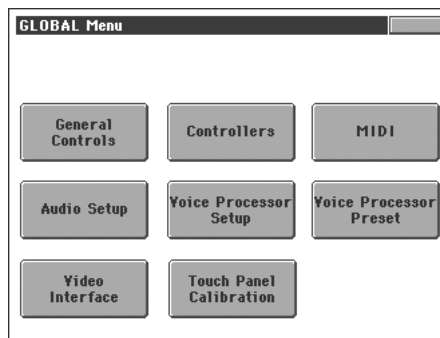 GLOBAL Menu
General
Controls
Controllers
MIDI
Audio Setup
Voice Processor
Setup
Voice Processor
Preset
Video
Interface
Touch Panel
Calibration